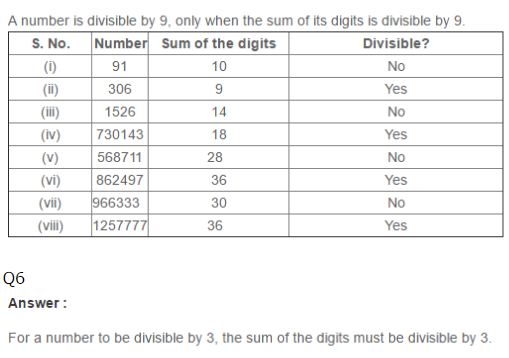 A number is divisible by 9, only when the sum of its digits is divisible by 9.
S. No. Number Sum of the digits Divisible?
(i) 91 10 No
(ii) 306 9 Yes
(iii) 1526 14 No
(iv) 730143 18 Yes
(v) 568711 28 No
(vi) 862497 36 Yes
(vii) 966333 30 No
(viii) 1257777 36 Yes
Q6
Answer :
For a number to be divisible by 3, the sum of the digits must be divisible by 3.